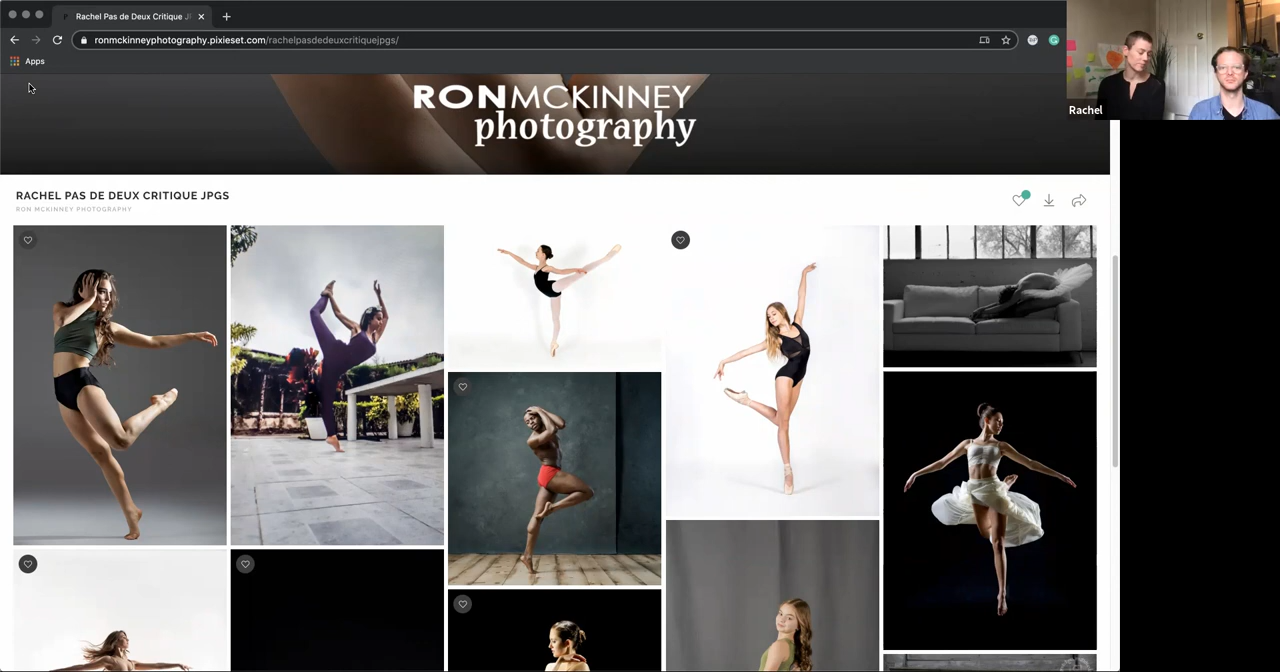 Rachel Pas de Deux Critique JP
ronmckinneyphotography.pixieset.com/rachelpasdedeuxcritiquejpgs/
Apps
RONMCKINNEY
photography
Rachel
RACHEL PAS DE DEUX CRITIQUE JPGS
RON MCKINNEY PHOTOGRAPHY